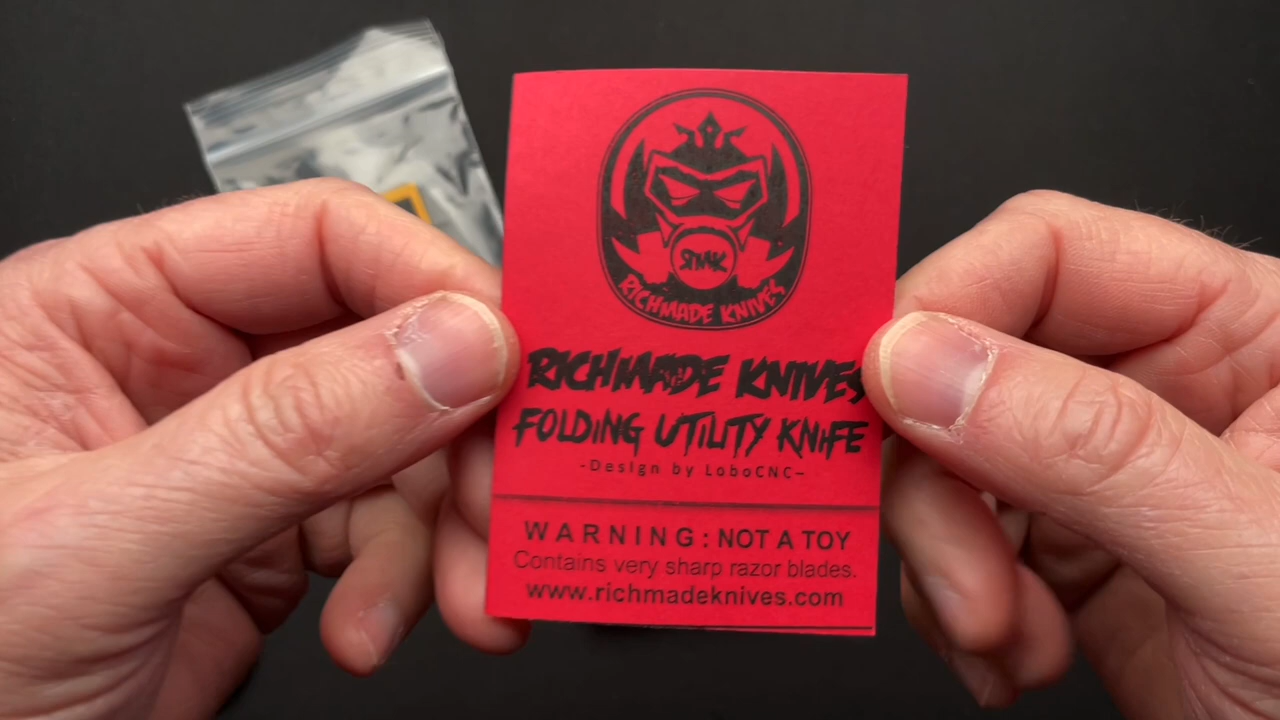 RMK
RICHMADE KNIVES
RICHMADE KNIVES
FOLDING UTILITY KNIFE
-Design by LoboCNC-
WARNING: NOT A TOY
Contains very sharp razor blades.
www.richmadeknives.com